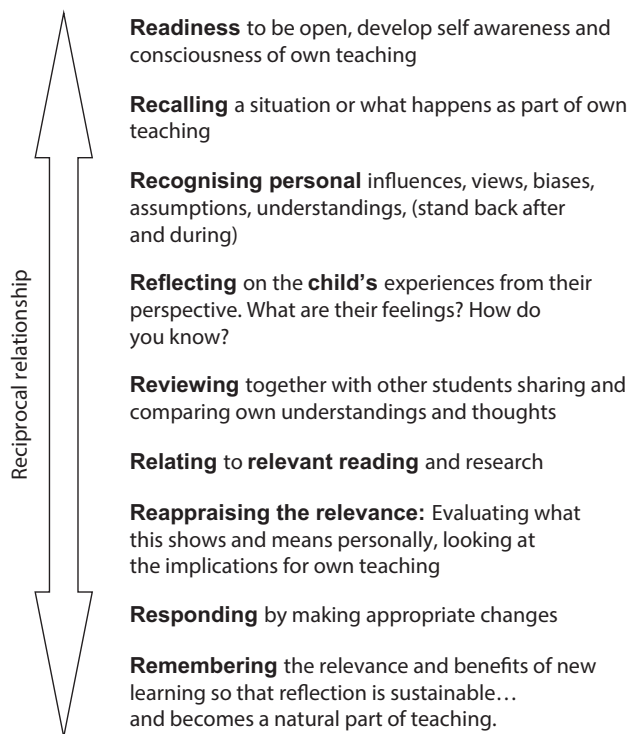 Readiness to be open, develop self awareness and
consciousness of own teaching
Recalling a situation or what happens as part of own
teaching
Recognising personal influences, views, biases,
assumptions, understandings, (stand back after
and during)
Reflecting on the child's experiences from their
perspective. What are their feelings? How do
you know?
Reviewing together with other students sharing and
comparing own understandings and thoughts
Relating to relevant reading and research
Reappraising the relevance: Evaluating what
this shows and means personally, looking at
the implications for own teaching
Responding by making appropriate changes
Remembering the relevance and benefits of new
learning so that reflection is sustainable…
and becomes a natural part of teaching.
Reciprocal relationship